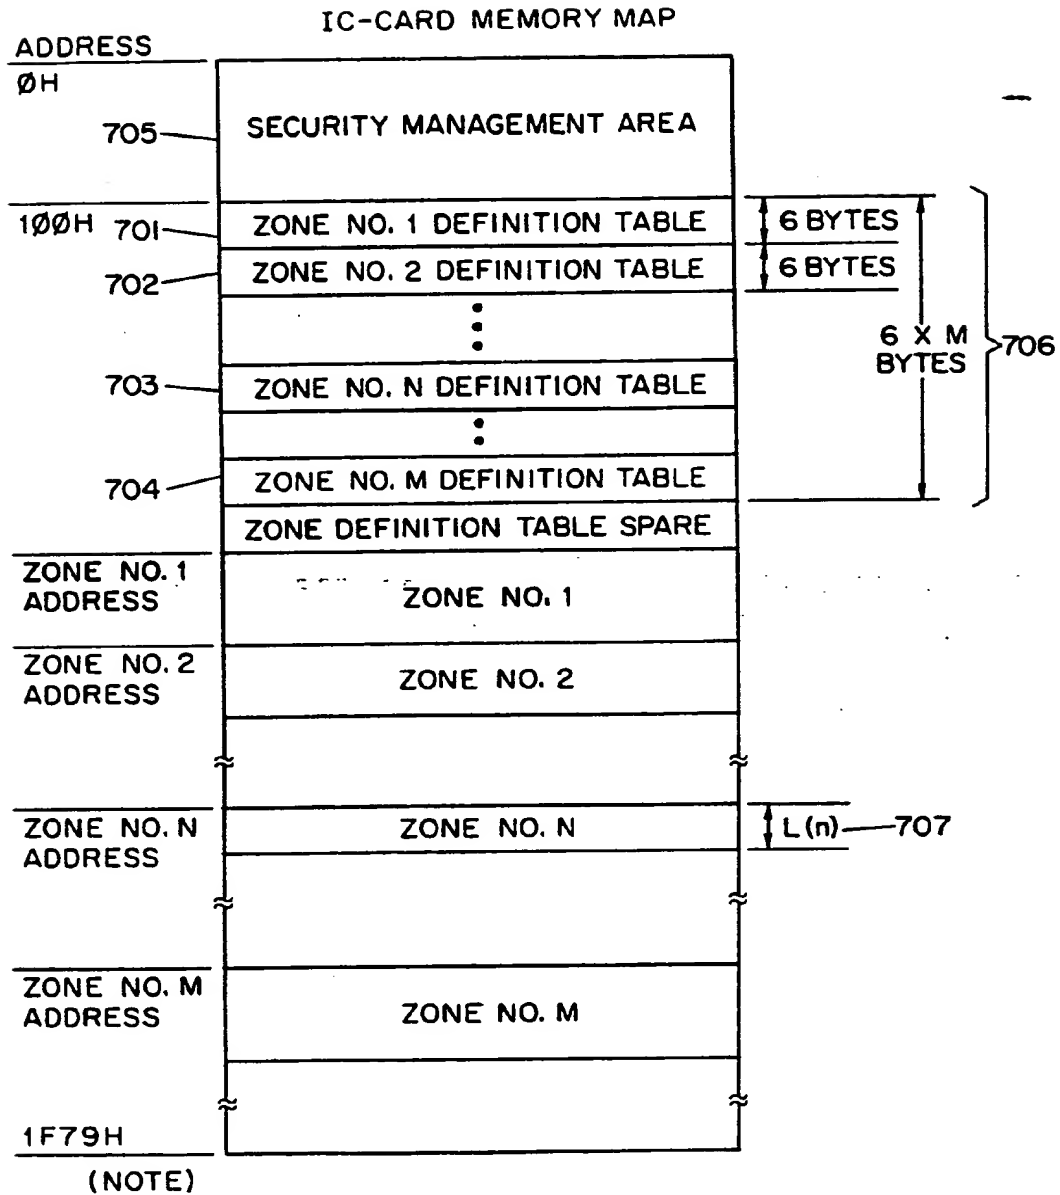 IC-CARD MEMORY MAP
ADDRESS
ØH
705
SECURITY MANAGEMENT AREA
1ØØH
701
ZONE NO. 1 DEFINITION TABLE
6 BYTES
702
ZONE NO. 2 DEFINITION TABLE
6 BYTES
6 X M
BYTES
706
703
ZONE NO. N DEFINITION TABLE
704
ZONE NO. M DEFINITION TABLE
ZONE DEFINITION TABLE SPARE
ZONE NO. 1
ADDRESS
ZONE NO. 1
ZONE NO. 2
ADDRESS
ZONE NO. 2
ZONE NO. N
ADDRESS
ZONE NO. N
L(n)
707
ZONE NO. M
ADDRESS
ZONE NO. M
1F79H
(NOTE)